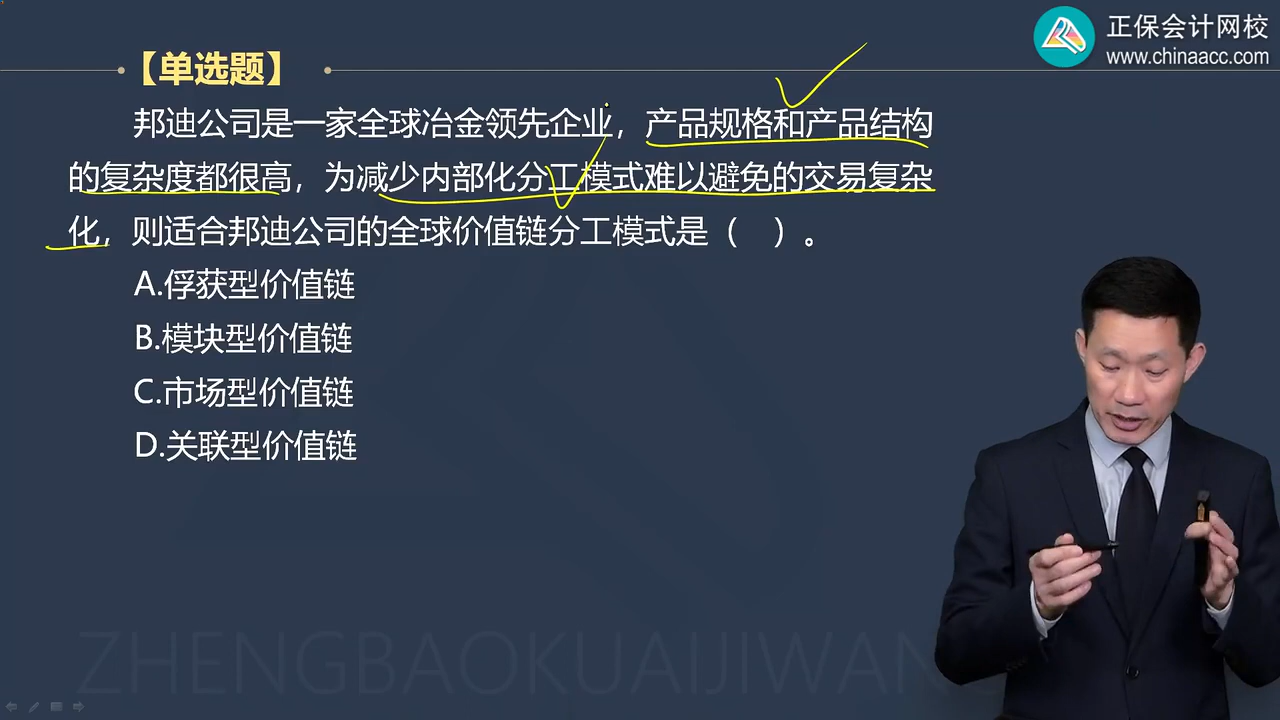 正保会计网校
www.chinaacc.com
【单选题】
邦迪公司是一家全球冶金领先企业，产品规格和产品结构
的复杂度都很高，为减少内部化分工模式难以避免的交易复杂
化，则适合邦迪公司的全球价值链分工模式是（ ）。
A.俘获型价值链
B.模块型价值链
C.市场型价值链
D.关联型价值链
ZHENGBAOKUAIJIWAN